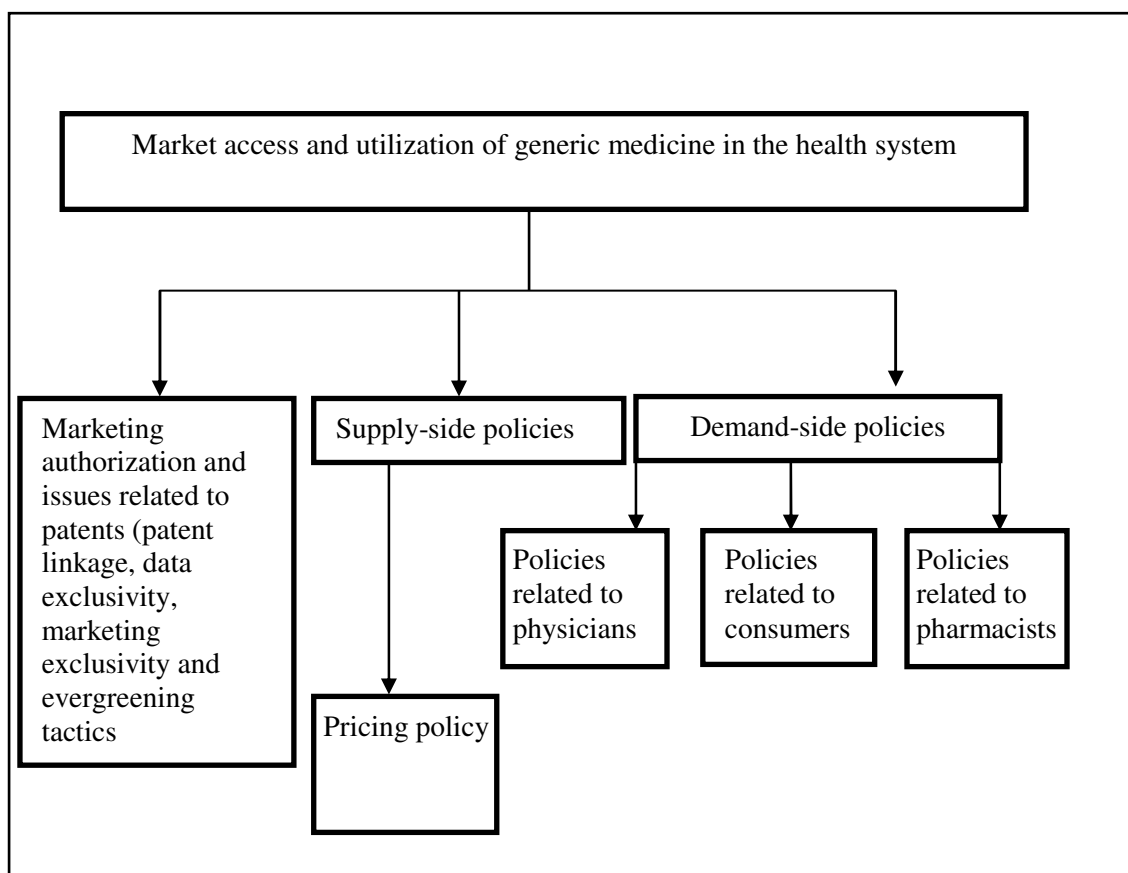 Market access and utilization of generic medicine in the health system
Marketing
authorization and
issues related to
patents (patent
linkage, data
exclusivity,
marketing
exclusivity and
evergreening
tactics
Supply-side policies
Demand-side policies
Policies
related to
physicians
Policies
related to
consumers
Policies
related to
pharmacists
Pricing policy